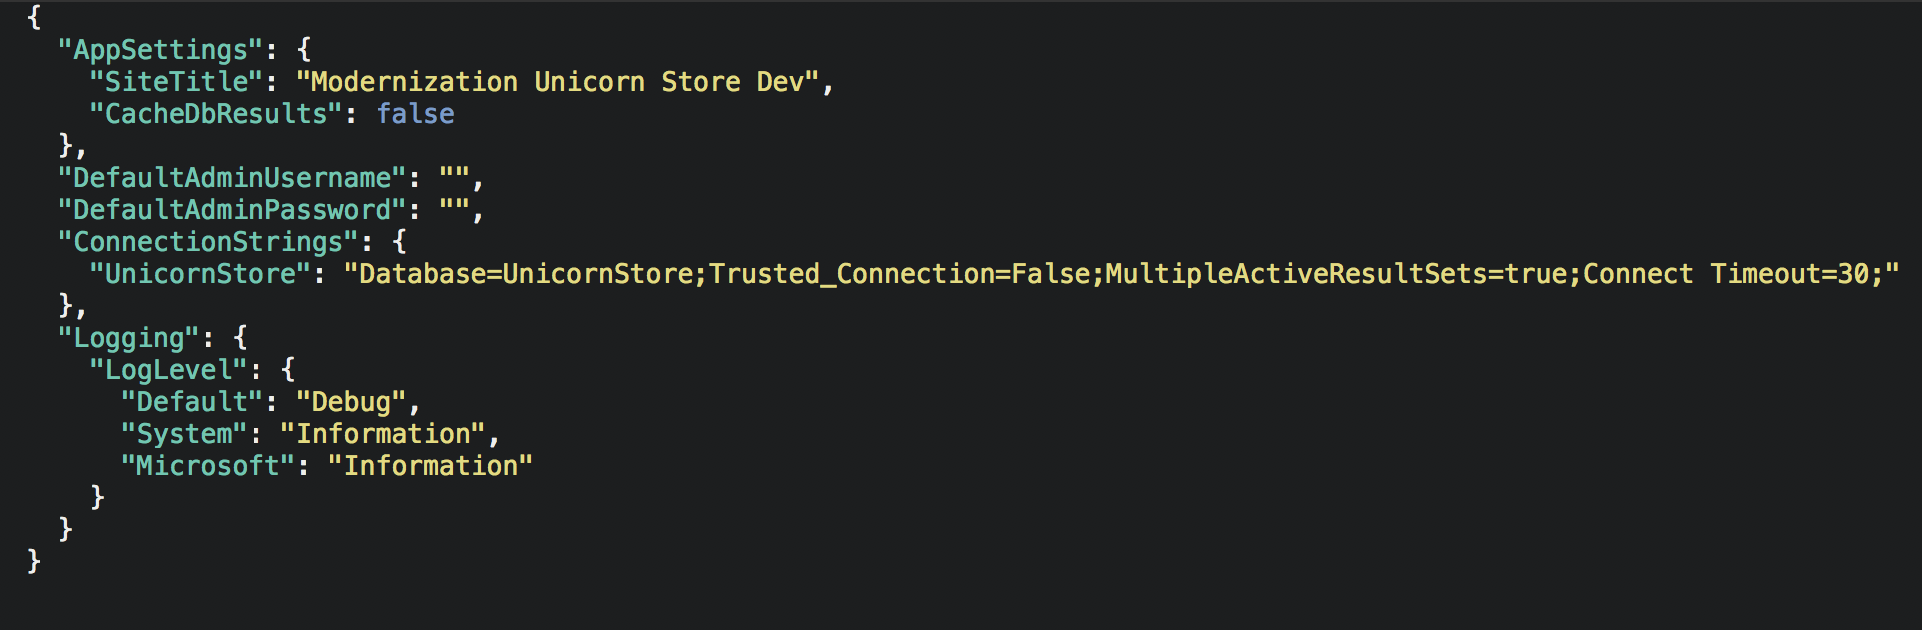 {
  "AppSettings": {
    "SiteTitle": "Modernization Unicorn Store Dev",
    "CacheDbResults": false
  },
  "DefaultAdminUsername": "",
  "DefaultAdminPassword": "",
  "ConnectionStrings": {
    "UnicornStore": "Database=UnicornStore;Trusted_Connection=False;MultipleActiveResultSets=true;Connect Timeout=30;"
  },
  "Logging": {
    "LogLevel": {
      "Default": "Debug",
      "System": "Information",
      "Microsoft": "Information"
    }
  }
}